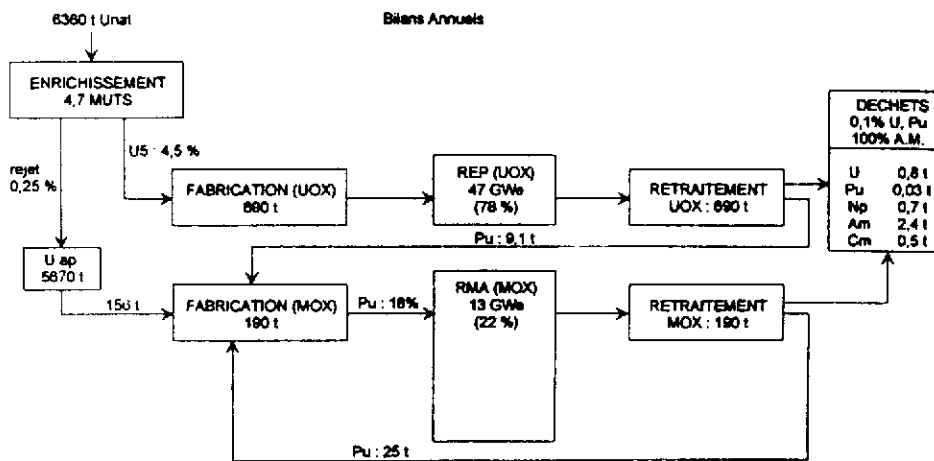 6360 t Unat
Bilans Annuels
ENRICHISSEMENT
4,7 MUTS
rejet
0,25 %
U5 : 4,5 %
DECHETS
0,1% U, Pu
100% A.M.
U 0,8 t
Pu 0,03 t
Np 0,7 t
Am 2,4 t
Cm 0,5 t
FABRICATION (UOX)
690 t
REP (UOX)
47 GWe
(78 %)
RETRAITEMENT
UOX : 690 t
Pu : 9,1 t
U ap
5670 t
156 t
FABRICATION (MOX)
190 t
Pu : 16%
RMA (MOX)
13 GWe
(22 %)
RETRAITEMENT
MOX : 190 t
Pu : 25 t